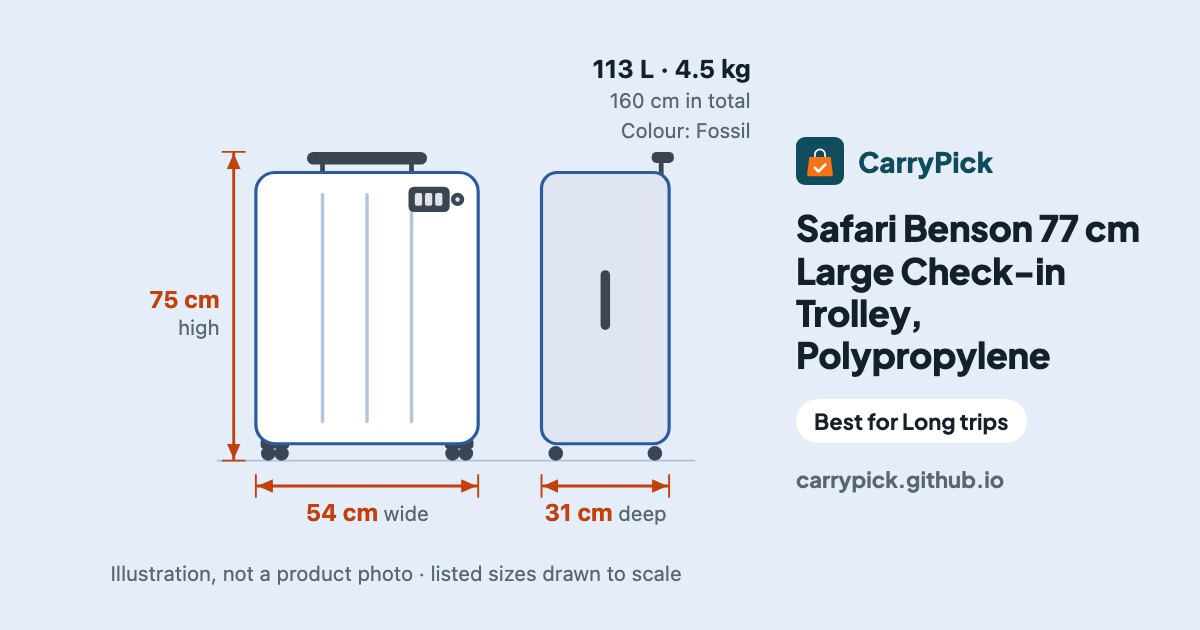 113 L · 4.5 kg
160 cm in total
Colour: Fossil
75 cm
high
54 cm wide
31 cm deep
Illustration, not a product photo · listed sizes drawn to scale
CarryPick
Safari Benson 77 cm
Large Check-in
Trolley,
Polypropylene
Best for Long trips
carrypick.github.io